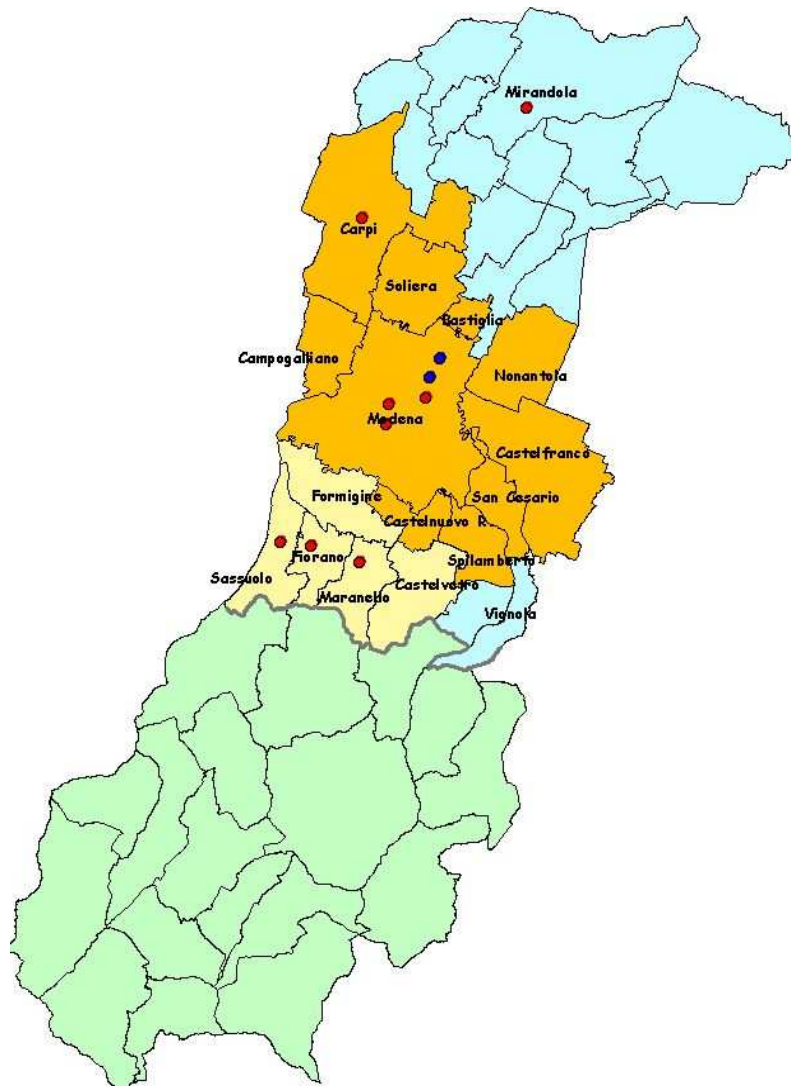 Mirandola
Carpi
Soliera
Bastiglia
Campogalliano
Nonantola
Modena
Castelfranco
Formigine
San Cesario
Castelnuovo R.
Fiorano
Spilamberto
Sassuolo
Castelvetro
Maranello
Vignola